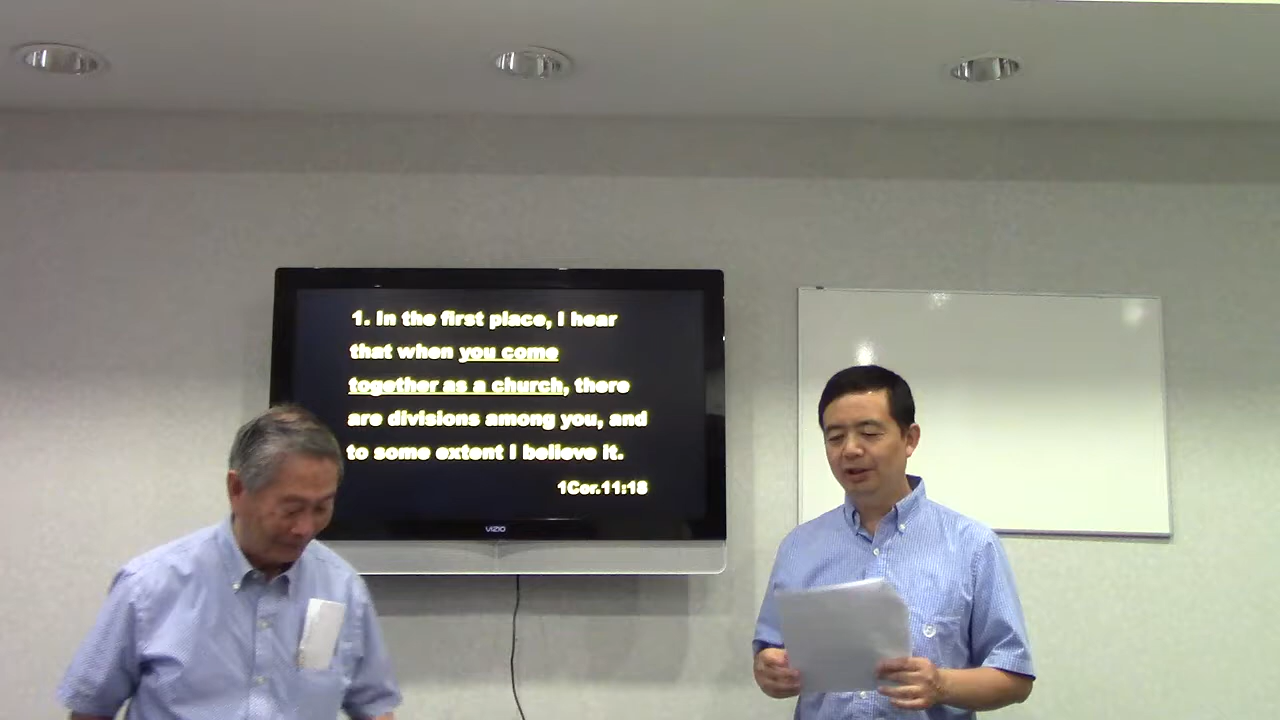 1. In the first place, I hear
that when you come
together as a church, there
are divisions among you, and
to some extent I believe it.
1Cor.11:18
VIZIO